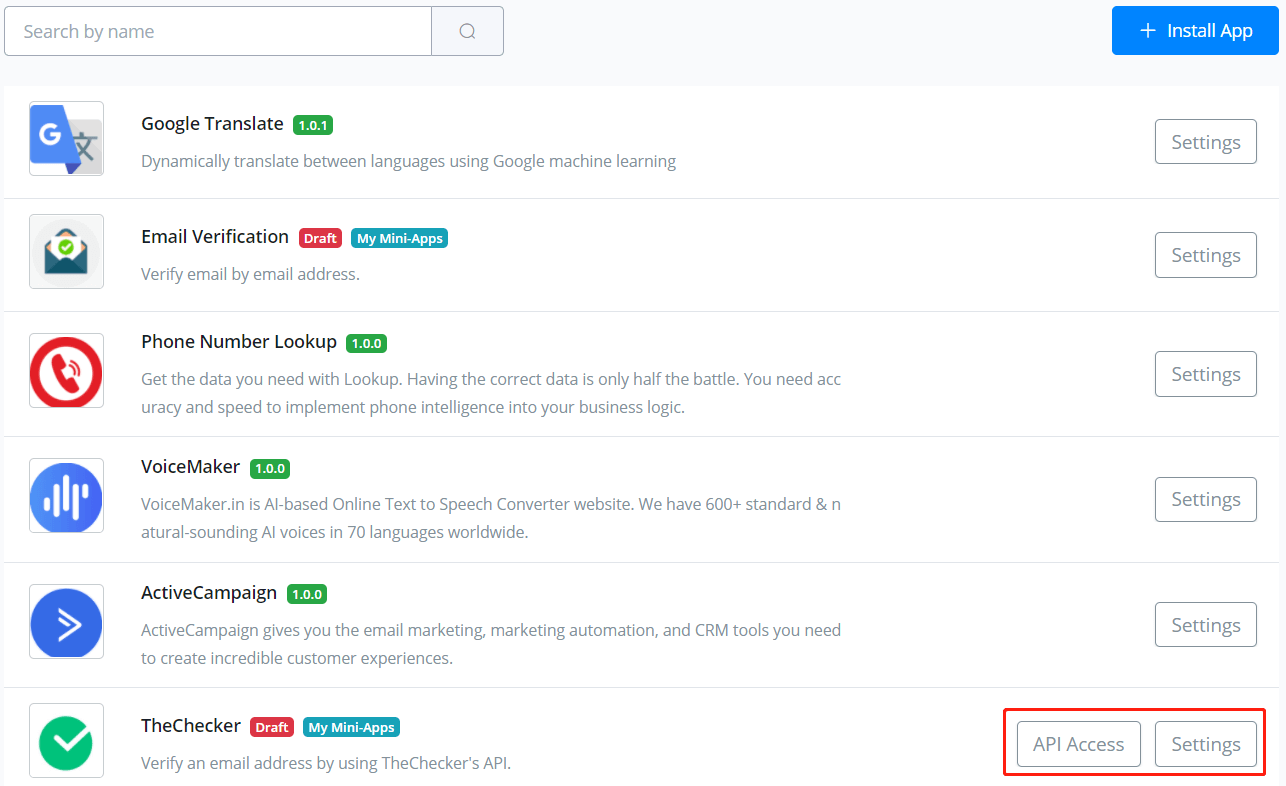 Search by name
Install App
Google Translate 1.0.1
Dynamically translate between languages using Google machine learning
Settings
Email Verification Draft My Mini-Apps
Verify email by email address.
Settings
Phone Number Lookup 1.0.0
Get the data you need with Lookup. Having the correct data is only half the battle. You need acc
uracy and speed to implement phone intelligence into your business logic.
Settings
VoiceMaker 1.0.0
VoiceMaker.in is AI-based Online Text to Speech Converter website. We have 600+ standard & n
atural-sounding AI voices in 70 languages worldwide.
Settings
ActiveCampaign 1.0.0
ActiveCampaign gives you the email marketing, marketing automation, and CRM tools you need
to create incredible customer experiences.
Settings
TheChecker Draft My Mini-Apps
Verify an email address by using TheChecker's API.
API Access Settings